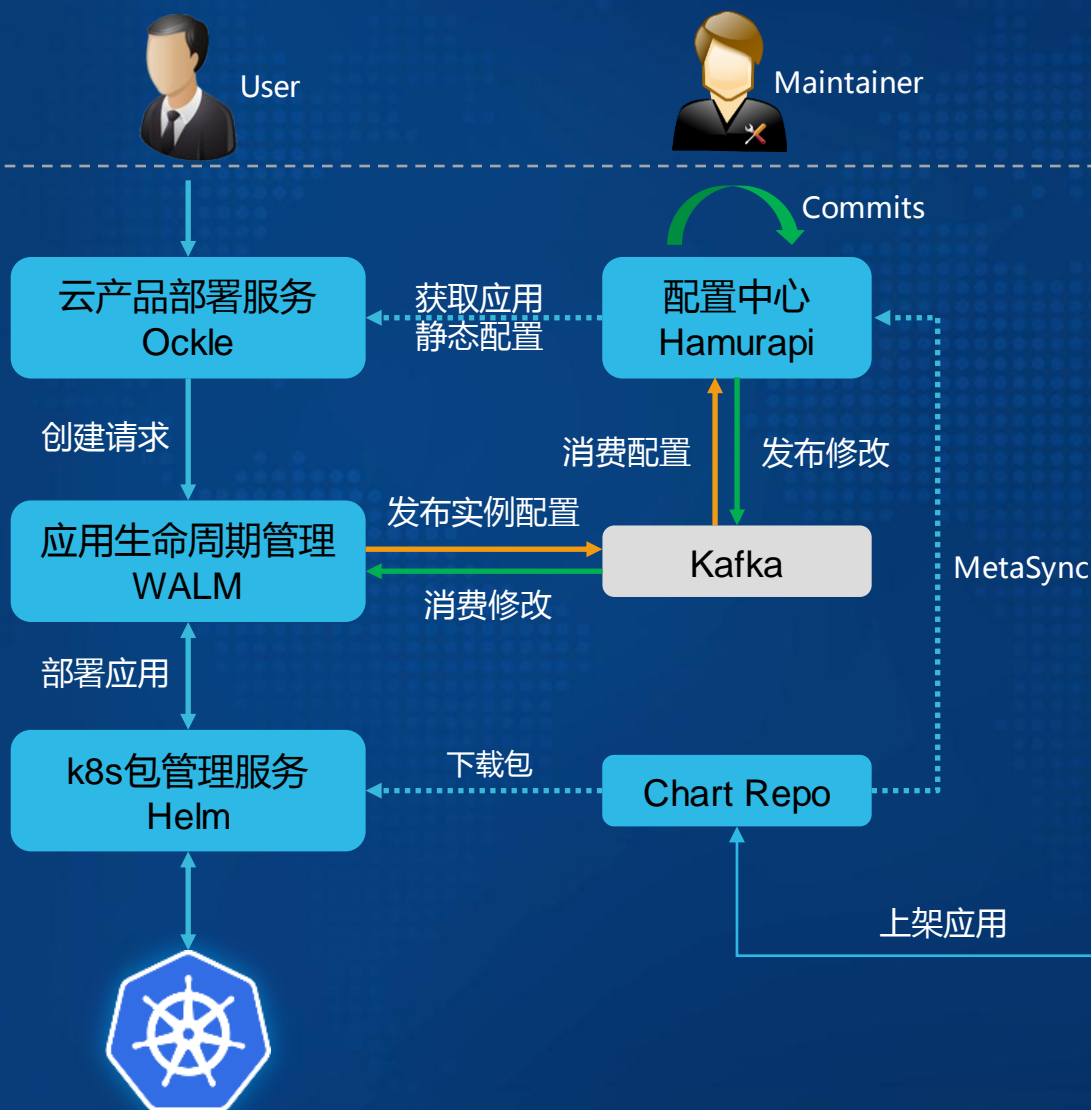 User
Maintainer
Commits
云产品部署服务
Ockle
获取应用
静态配置
配置中心
Hamurapi
创建请求
消费配置
发布修改
应用生命周期管理
WALM
发布实例配置
消费修改
Kafka
MetaSync
部署应用
k8s包管理服务
Helm
下载包
Chart Repo
上架应用